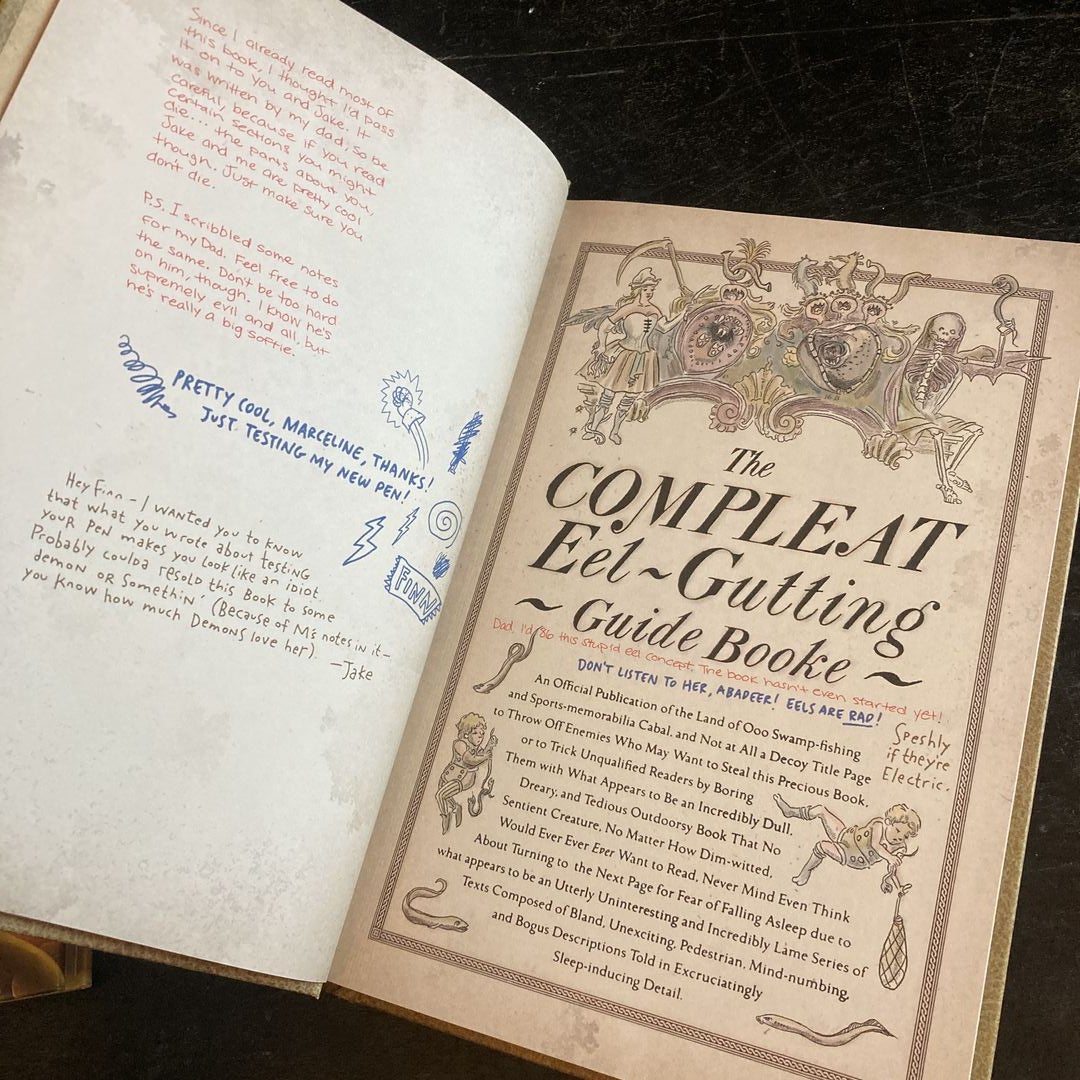 Since I already read most of
this book, I thought I'd pass
it on to you and Jake. It
was written by my dad, so be
careful, because if you read
certain sections you might
die... the parts about you,
Jake and me are pretty cool
though. Just make sure you
don't die.
P.S. I scribbled some notes
for my Dad. Feel free to do
the same. Don't be too hard
on him, though. I know he's
supremely evil and all, but
he's really a big softie.
PRETTY COOL, MARCELINE, THANKS!
JUST TESTING MY NEW PEN!
FINN
Hey Finn – I wanted you to know
that what you wrote about testing
your pen makes you look like an idiot.
Probably coulda resold this Book to some
demon or somethin' (Because of M's notes in it–
you know how much Demons love her).
—Jake
The
COMPLEAT
Eel~Gutting
~ Guide Booke ~
Dad, I'd 86 this stupid eel concept. The book hasn't even started yet!
DON'T LISTEN TO HER, ABADEER! EELS ARE RAD!
Speshly
if they're
Electric.
An Official Publication of the Land of Ooo Swamp-fishing
and Sports-memorabilia Cabal, and Not at All a Decoy Title Page
to Throw Off Enemies Who May Want to Steal this Precious Book,
or to Trick Unqualified Readers by Boring
Them with What Appears to Be an Incredibly Dull,
Dreary, and Tedious Outdoorsy Book That No
Sentient Creature, No Matter How Dim-witted,
Would Ever Ever Ever Want to Read, Never Mind Even Think
About Turning to the Next Page for Fear of Falling Asleep due to
what appears to be an Utterly Uninteresting and Incredibly Lame Series of
Texts Composed of Bland, Unexciting, Pedestrian, Mind-numbing,
and Bogus Descriptions Told in Excruciatingly
Sleep-inducing Detail.